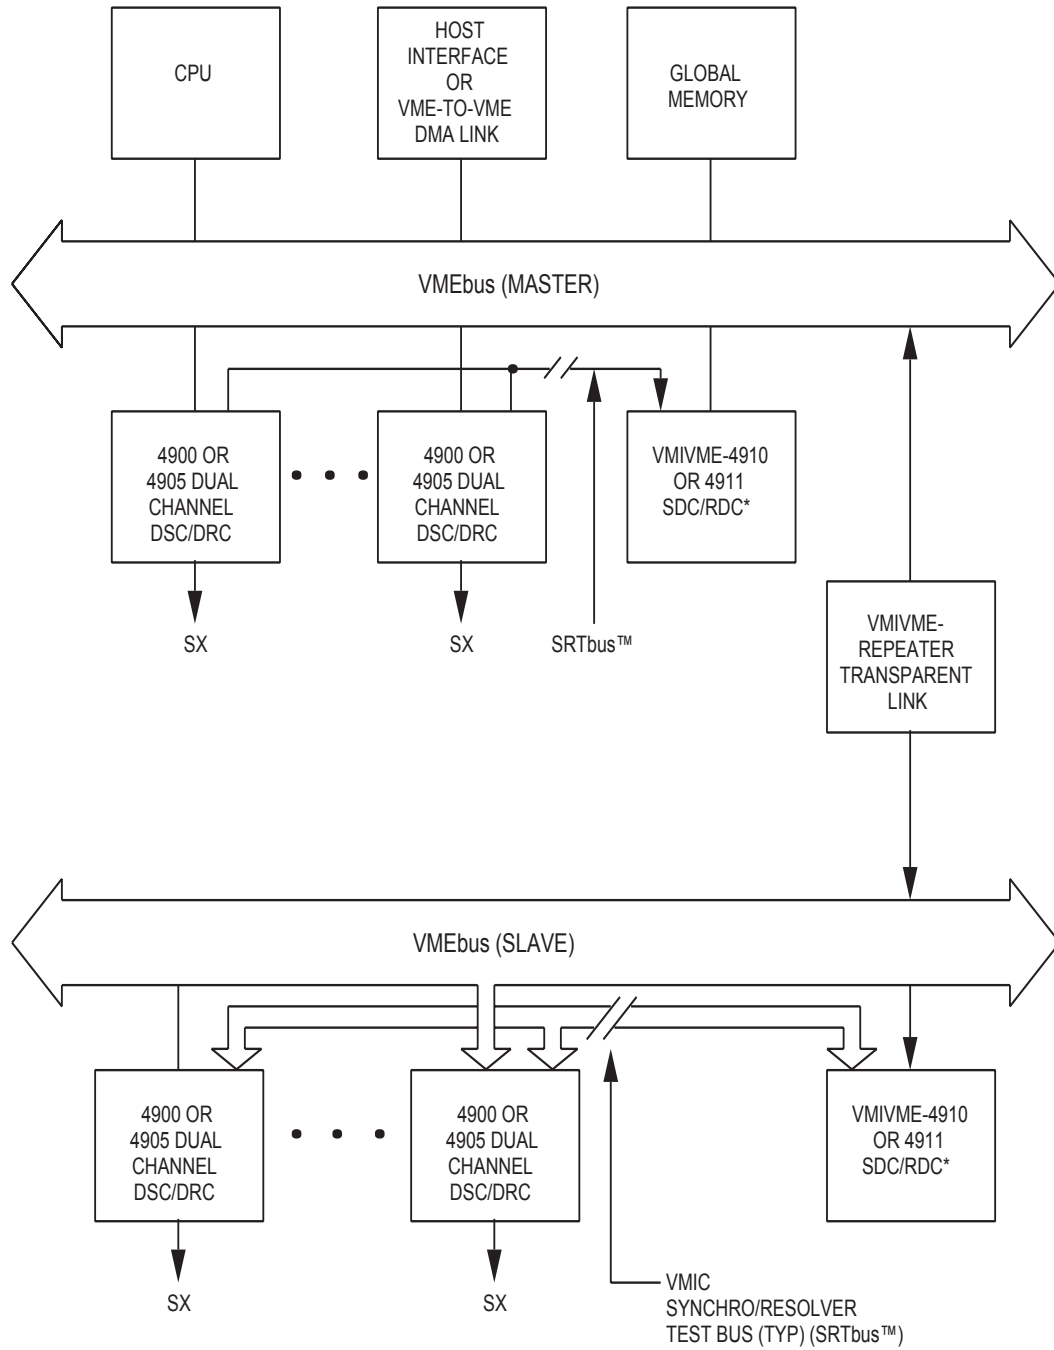 CPU
HOST
INTERFACE
OR
VME-TO-VME
DMA LINK
GLOBAL
MEMORY
VMEbus (MASTER)
4900 OR
4905 DUAL
CHANNEL
DSC/DRC
4900 OR
4905 DUAL
CHANNEL
DSC/DRC
VMIVME-4910
OR 4911
SDC/RDC*
SX
SX
SRTbus™
VMIVME-
REPEATER
TRANSPARENT
LINK
VMEbus (SLAVE)
4900 OR
4905 DUAL
CHANNEL
DSC/DRC
4900 OR
4905 DUAL
CHANNEL
DSC/DRC
VMIVME-4910
OR 4911
SDC/RDC*
SX
SX
VMIC
SYNCHRO/RESOLVER
TEST BUS (TYP) (SRTbus™)